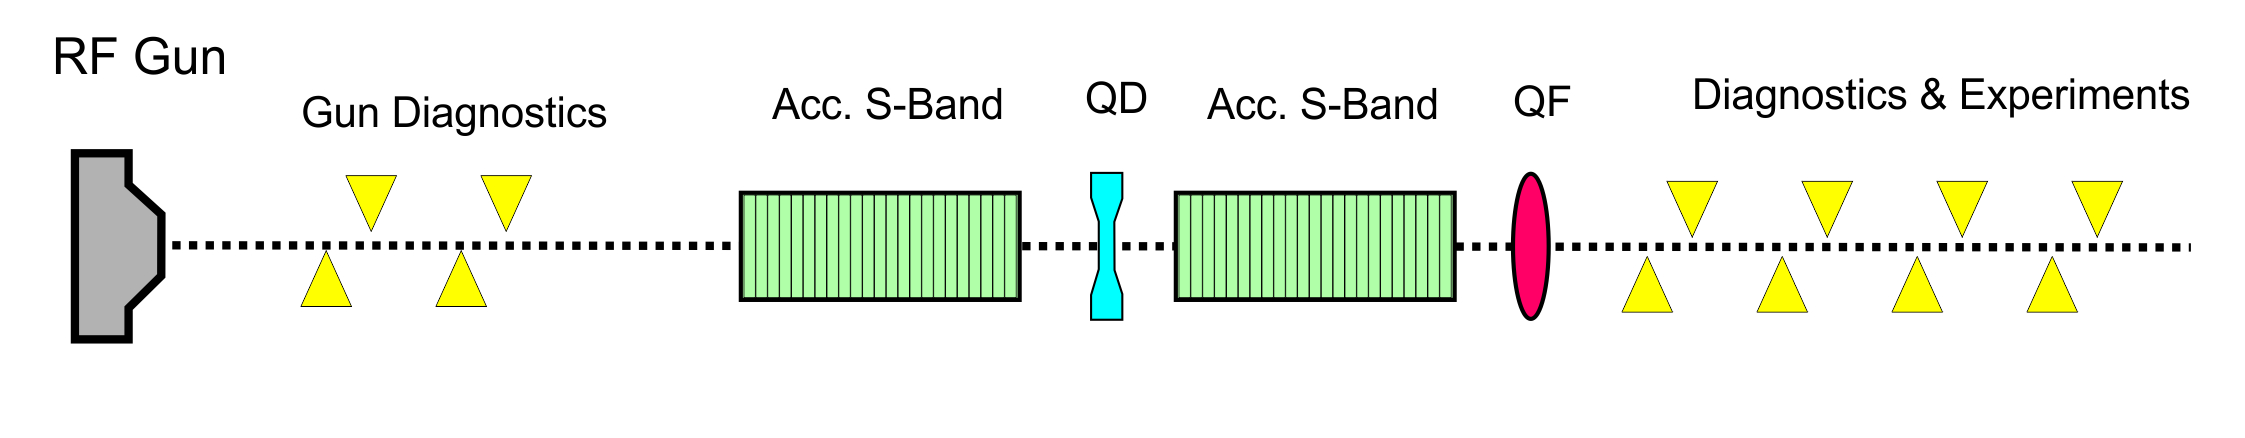 RF Gun
Gun Diagnostics
Acc. S-Band
QD
Acc. S-Band
QF
Diagnostics & Experiments